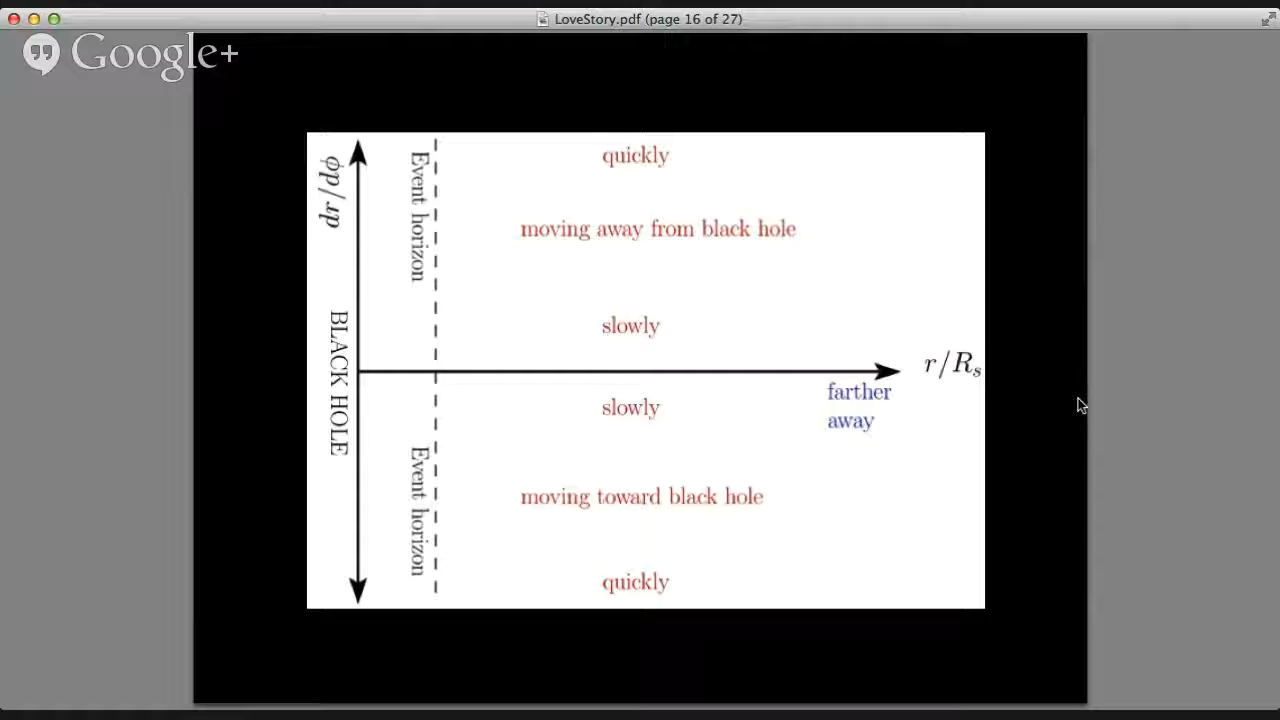 LoveStory.pdf (page 16 of 27)
Google+
quickly
dr/dϕ
Event horizon
moving away from black hole
slowly
BLACK HOLE
r/R_s
farther
away
slowly
Event horizon
moving toward black hole
quickly